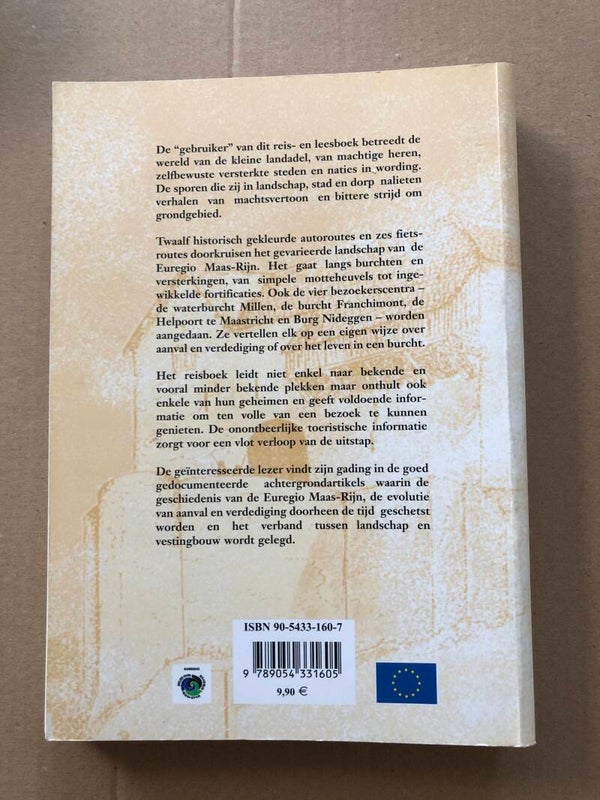 De “gebruiker” van dit reis- en leesboek betreedt de
wereld van de kleine landadel, van machtige heren,
zelfbewuste versterkte steden en naties in wording.
De sporen die zij in landschap, stad en dorp nalieten
verhalen van machtsvertoon en bittere strijd om
grondgebied.
Twaalf historisch gekleurde autoroutes en zes fiets-
routes doorkruisen het gevarieerde landschap van de
Euregio Maas-Rijn. Het gaat langs burchten en
versterkingen, van simpele motteheuvels tot inge-
wikkelde fortificaties. Ook de vier bezoekerscentra –
de waterburcht Millen, de burcht Franchimont, de
Helpoort te Maastricht en Burg Nideggen – worden
aangedaan. Ze vertellen elk op een eigen wijze over
aanval en verdediging of over het leven in een burcht.
Het reisboek leidt niet enkel naar bekende en
vooral minder bekende plekken maar onthult ook
enkele van hun geheimen en geeft voldoende infor-
matie om ten volle van een bezoek te kunnen
genieten. De onontbeerlijke toeristische informatie
zorgt voor een vlot verloop van de uitstap.
De geïnteresseerde lezer vindt zijn gading in de goed
gedocumenteerde achtergrondartikels waarin de
geschiedenis van de Euregio Maas-Rijn, de evolutie
van aanval en verdediging doorheen de tijd geschetst
worden en het verband tussen landschap en
vestingbouw wordt gelegd.
ISBN 90-5433-160-7
9 789054 331605
9,90 €